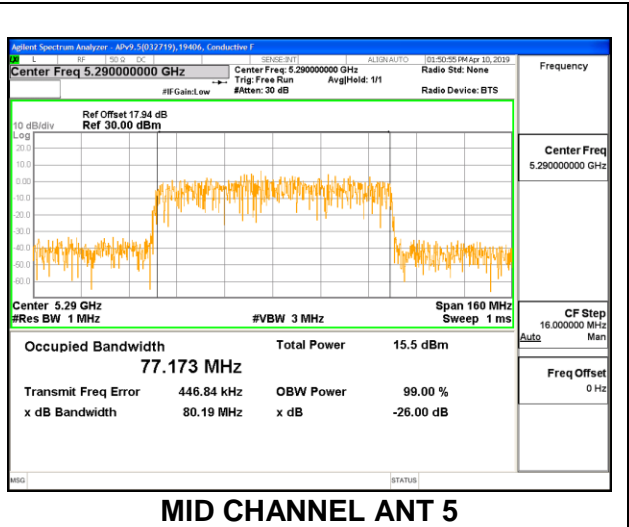 Agilent Spectrum Analyzer - APv9.5(032719),19406, Conductive F
L RF 50 Ω DC SENSE:INT ALIGN AUTO 01:50:55 PM Apr 10, 2019
Center Freq 5.290000000 GHz Center Freq: 5.290000000 GHz Radio Std: None
Trig: Free Run Avg|Hold: 1/1
#IFGain:Low #Atten: 30 dB Radio Device: BTS
Frequency
Ref Offset 17.94 dB
10 dB/div Ref 30.00 dBm
Log
20.0
10.0
0.00
-10.0
-20.0
-30.0
-40.0
-50.0
-60.0
Center Freq
5.290000000 GHz
Center 5.29 GHz Span 160 MHz
#Res BW 1 MHz #VBW 3 MHz Sweep 1 ms
CF Step
16.000000 MHz
Auto Man
Occupied Bandwidth Total Power 15.5 dBm
77.173 MHz
Transmit Freq Error 446.84 kHz OBW Power 99.00 %
x dB Bandwidth 80.19 MHz x dB -26.00 dB
Freq Offset
0 Hz
MSG STATUS
MID CHANNEL ANT 5